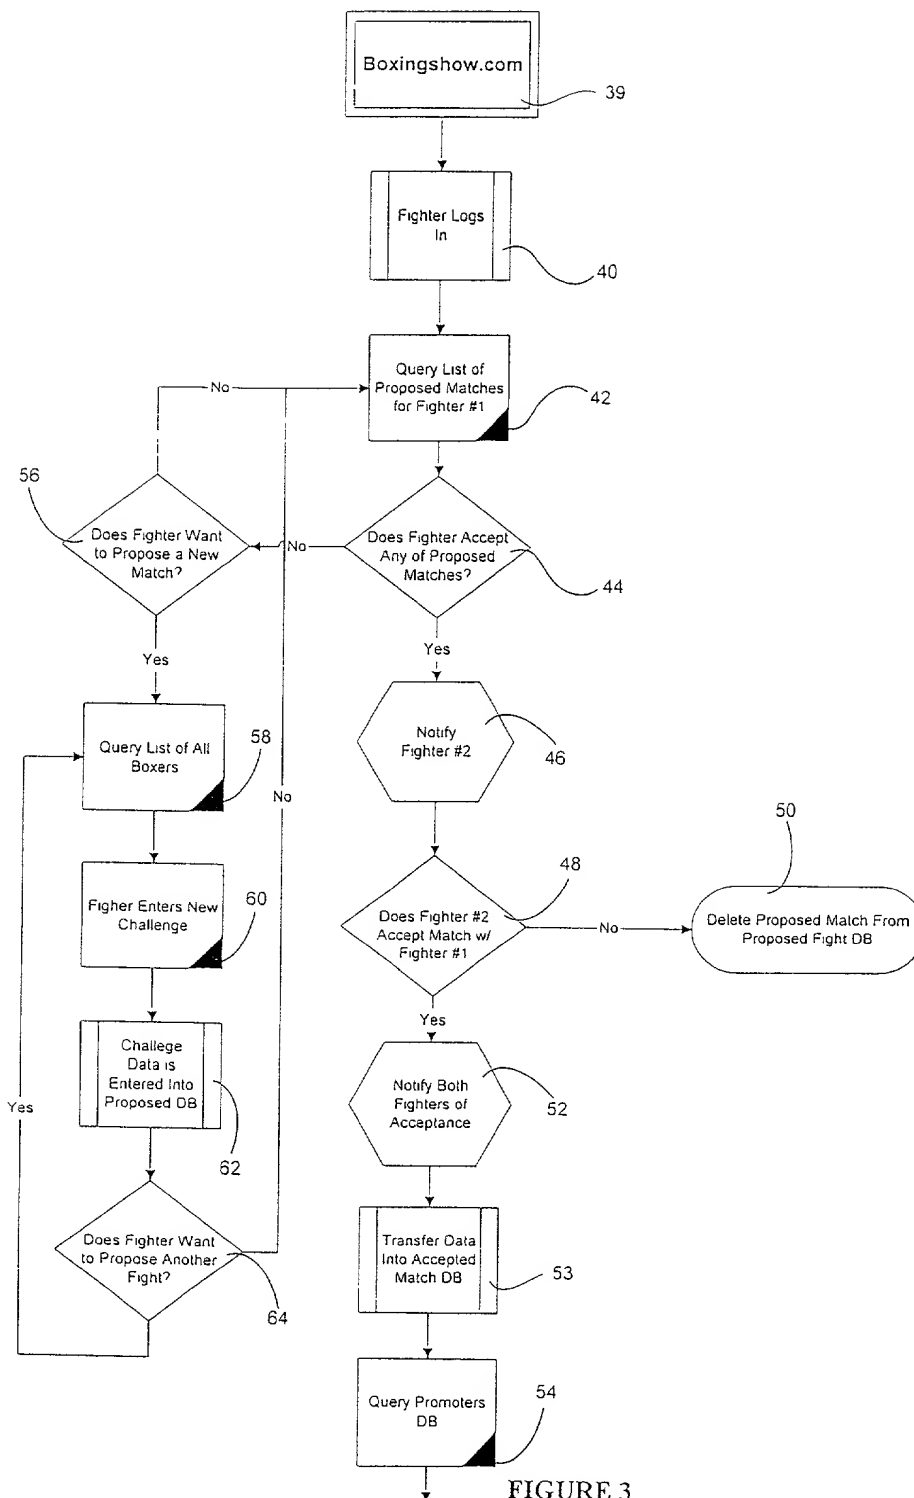 Boxingshow.com
39
Fighter Logs
In
40
Query List of
Proposed Matches
for Fighter #1
42
No
56
Does Fighter Want
to Propose a New
Match?
No
Does Fighter Accept
Any of Proposed
Matches?
44
Yes
Yes
Notify
Fighter #2
46
Query List of All
Boxers
58
No
50
Delete Proposed Match From
Proposed Fight DB
48
Does Fighter #2
Accept Match w/
Fighter #1
No
Figher Enters New
Challenge
60
Yes
Challege
Data is
Entered Into
Proposed DB
62
Notify Both
Fighters of
Acceptance
52
Yes
Does Fighter Want
to Propose Another
Fight?
64
Transfer Data
Into Accepted
Match DB
53
Query Promoters
DB
54
FIGURE 3